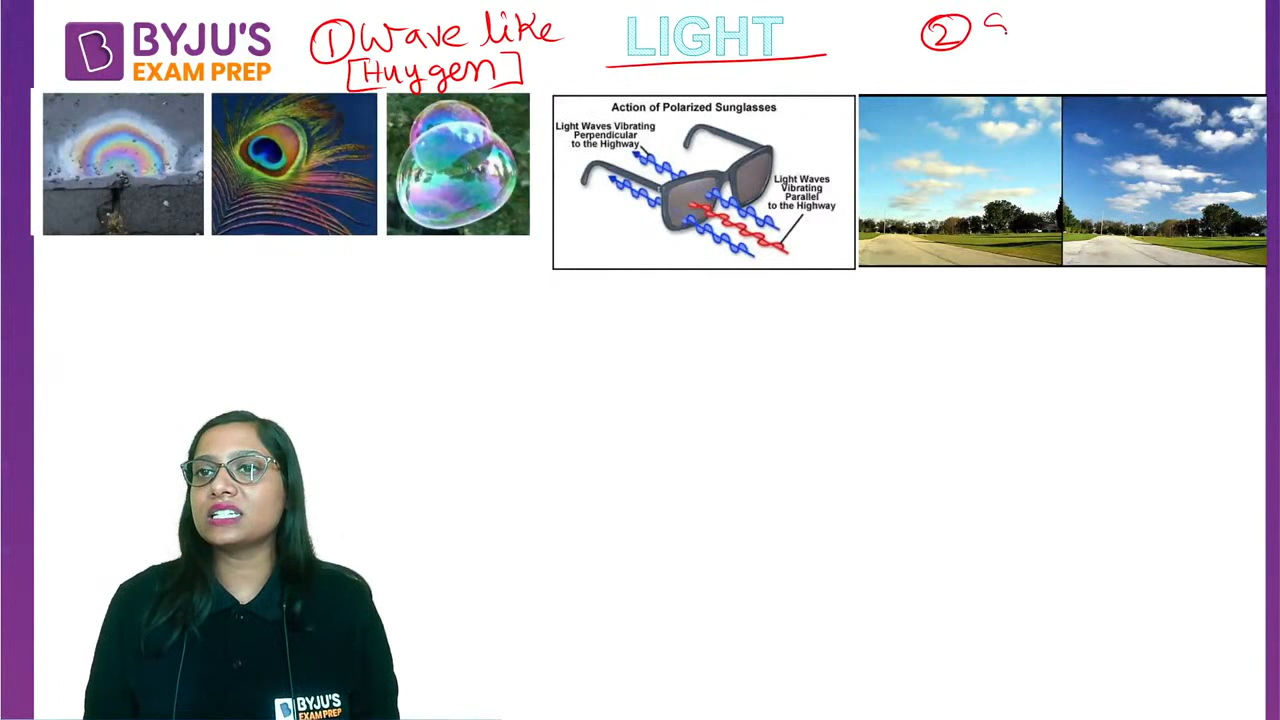 BYJU'S
EXAM PREP
① Wave like
[Huygen]
LIGHT
②
Action of Polarized Sunglasses
Light Waves Vibrating
Perpendicular
to the Highway
Light Waves
Vibrating
Parallel
to the Highway
BYJU'S
EXAM PREP